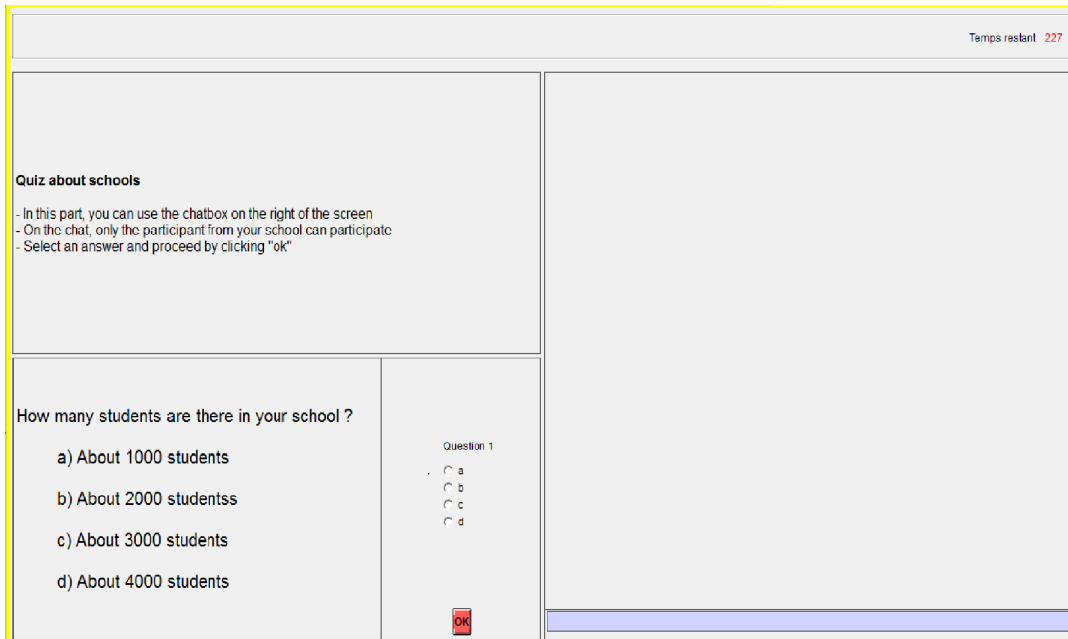 Temps restant 227
Quiz about schools
- In this part, you can use the chatbox on the right of the screen
- On the chat, only the participant from your school can participate
- Select an answer and proceed by clicking "ok"
How many students are there in your school ?
a) About 1000 students
b) About 2000 studentss
c) About 3000 students
d) About 4000 students
Question 1
a
b
c
d
OK